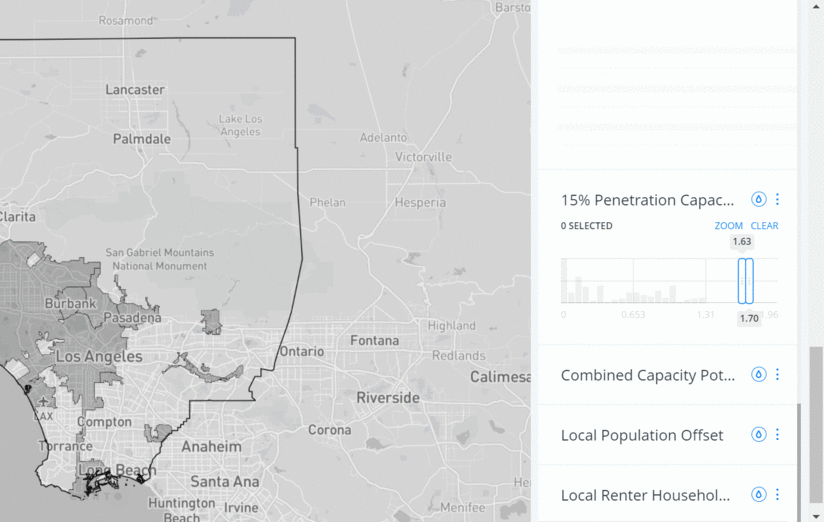 Barsto
Rosamond
Lancaster
Lake Los
Angeles
Palmdale
Adelanto
Victorville
Phelan
Hesperia
Clarita
San Gabriel Mountains
National Monument
Burbank
Pasadena
Los Angeles
Ontario
Fontana
Highland
Redlands
Calimesa
LAX
Compton
Riverside
Corona
Torrance
Anaheim
Long Beach
Santa Ana
Huntington
Beach
Irvine
Menifee
15% Penetration Capac...
0 SELECTED
ZOOM CLEAR
1.63
0 0.653 1.31 .96
1.70
Combined Capacity Pot...
Local Population Offset
Local Renter Househol...